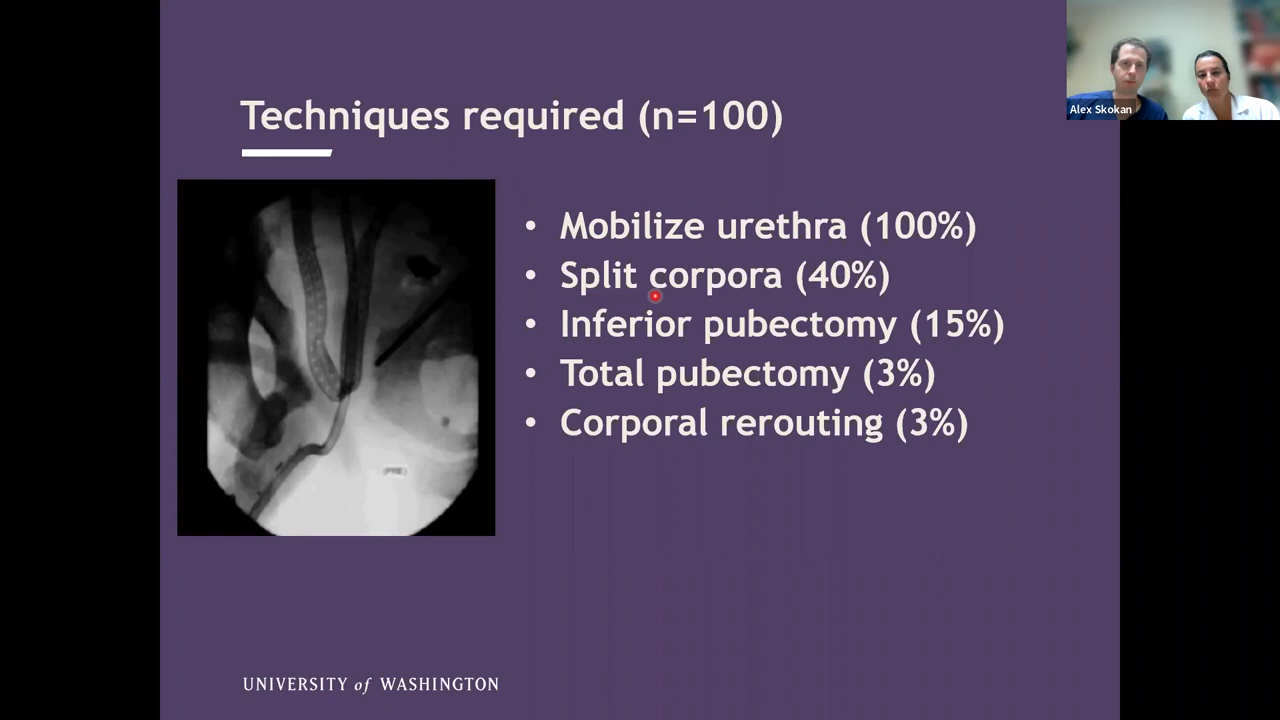 Alex Skokan
Techniques required (n=100)
• Mobilize urethra (100%)
• Split corpora (40%)
• Inferior pubectomy (15%)
• Total pubectomy (3%)
• Corporal rerouting (3%)
UNIVERSITY of WASHINGTON